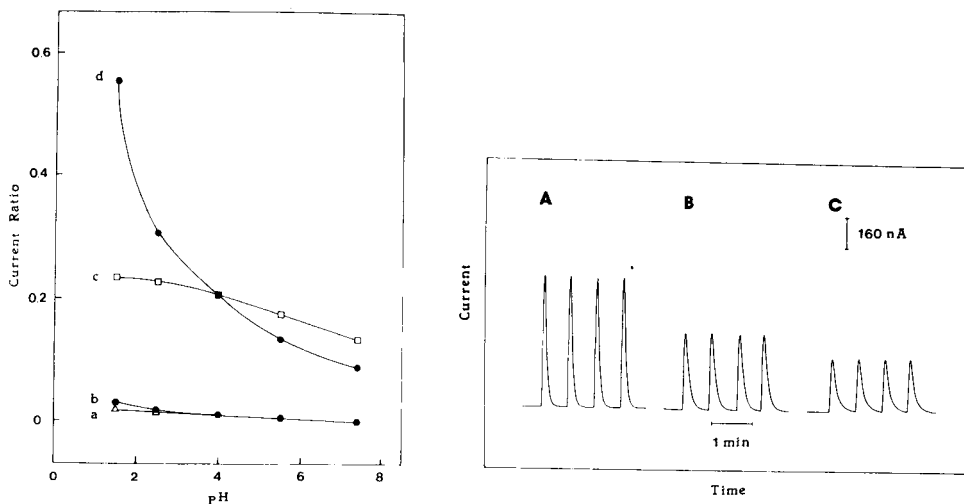 0.6
0.4
0.2
0
Current Ratio
d
c
b
a
0 2 4 6 8
pH
A B C
160 nA
Current
1 min
Time